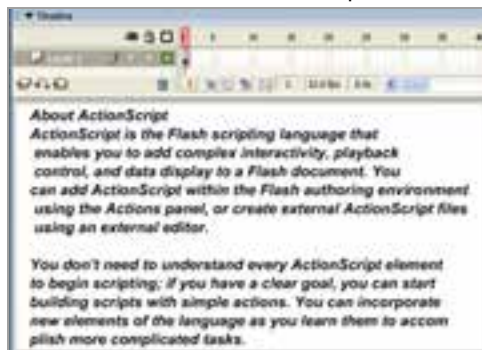 Timeline
About ActionScript
ActionScript is the Flash scripting language that
enables you to add complex interactivity, playback
control, and data display to a Flash document. You
can add ActionScript within the Flash authoring environment
using the Actions panel, or create external ActionScript files
using an external editor.
You don't need to understand every ActionScript element
to begin scripting; if you have a clear goal, you can start
building scripts with simple actions. You can incorporate
new elements of the language as you learn them to accom
plish more complicated tasks.